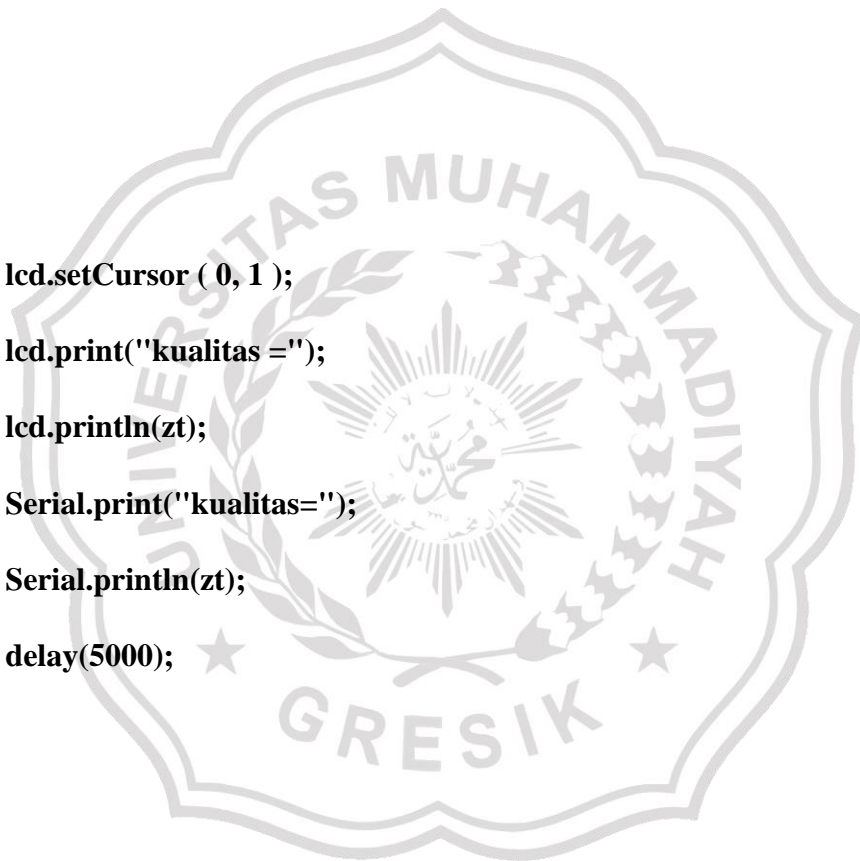 UNIVERSITAS MUHAMMADIYAH
lcd.setCursor ( 0, 1 );
lcd.print("kualitas =");
lcd.println(zt);
Serial.print("kualitas=");
Serial.println(zt);
delay(5000);
GRESIK